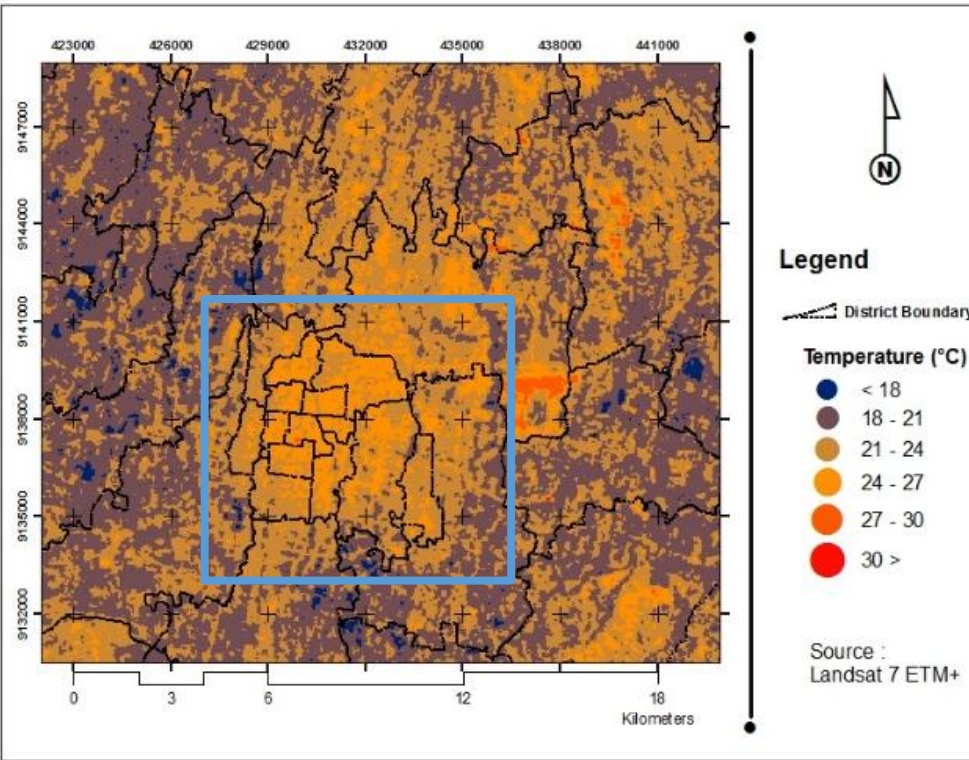 423000 426000 429000 432000 435000 438000 441000
9147000
9144000
9141000
9138000
9135000
9132000
0 3 6 12 18
Kilometers
N
Legend
District Boundary
Temperature (°C)
< 18
18 - 21
21 - 24
24 - 27
27 - 30
30 >
Source :
Landsat 7 ETM+